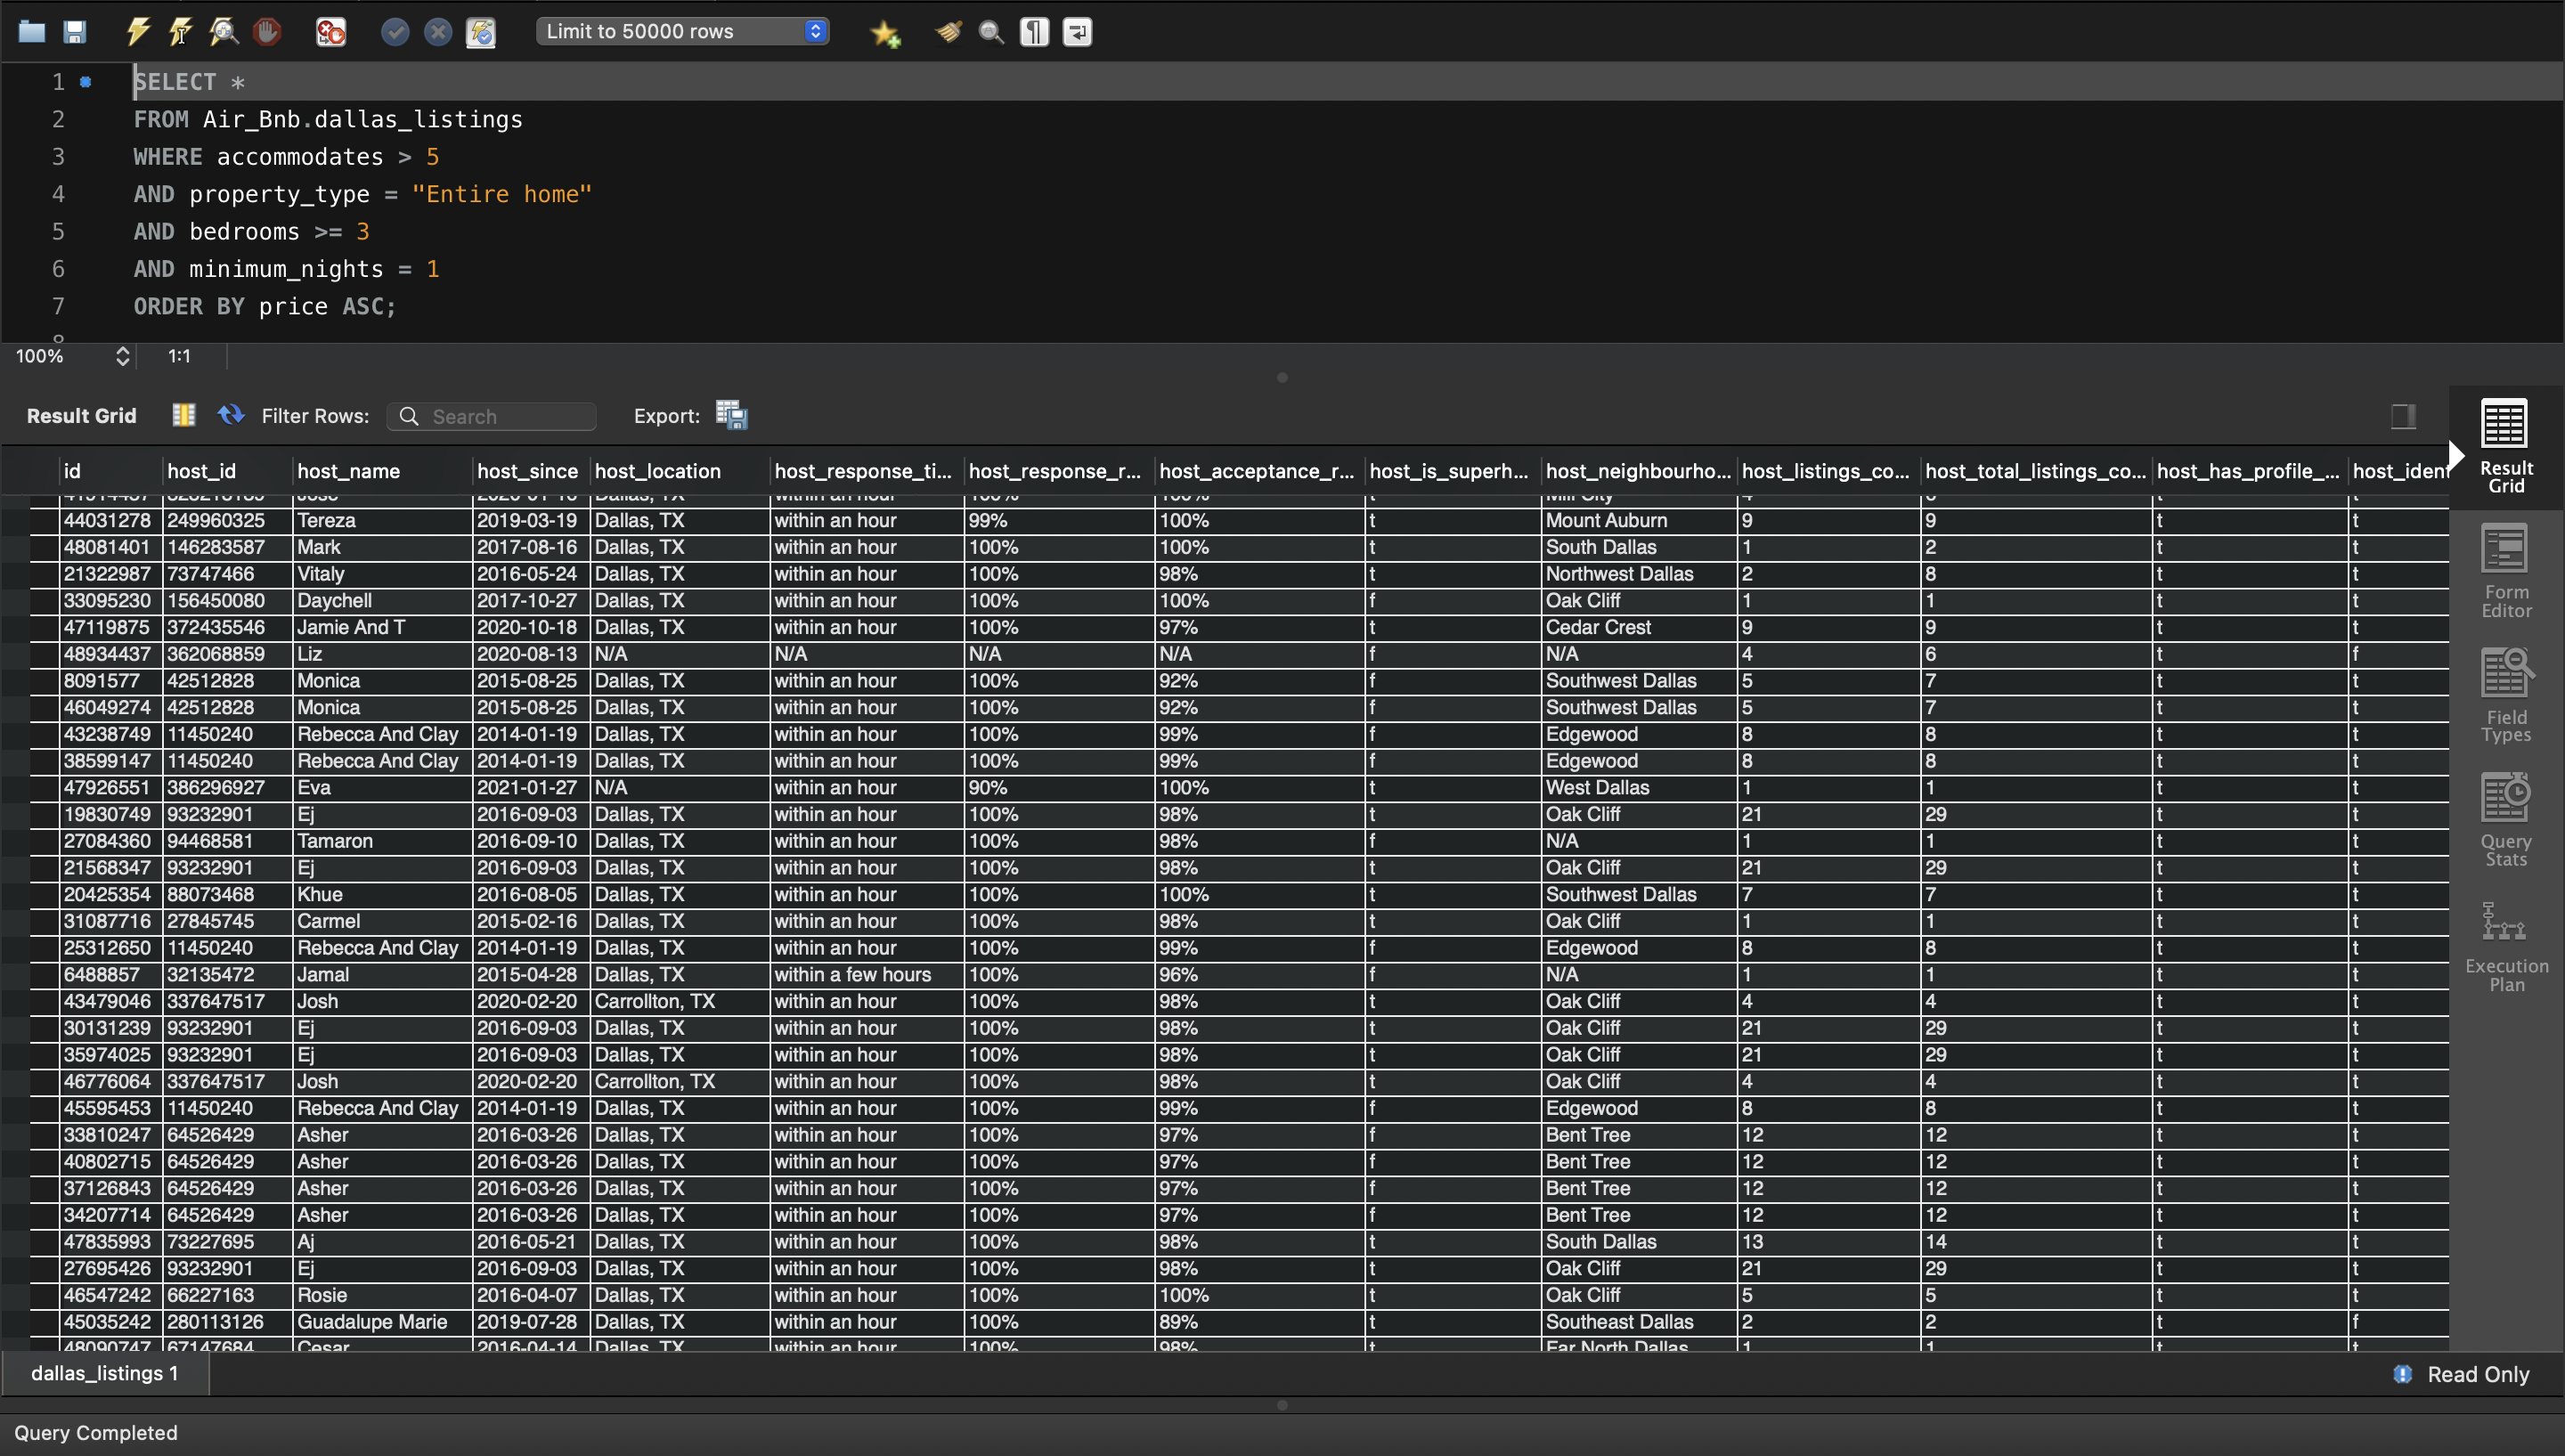 Limit to 50000 rows
1 SELECT *
2 FROM Air_Bnb.dallas_listings
3 WHERE accommodates > 5
4 AND property_type = "Entire home"
5 AND bedrooms >= 3
6 AND minimum_nights = 1
7 ORDER BY price ASC;
8
100% 1:1
Result Grid Filter Rows: Search Export:
id host_id host_name host_since host_location host_response_ti... host_response_r... host_acceptance_r... host_is_superh... host_neighbourho... host_listings_co... host_total_listings_co... host_has_profile_... host_ident
44031278 249960325 Tereza 2019-03-19 Dallas, TX within an hour 99% 100% t Mount Auburn 9 9 t t
48081401 146283587 Mark 2017-08-16 Dallas, TX within an hour 100% 100% t South Dallas 1 2 t t
21322987 73747466 Vitaly 2016-05-24 Dallas, TX within an hour 100% 98% t Northwest Dallas 2 8 t t
33095230 156450080 Daychell 2017-10-27 Dallas, TX within an hour 100% 100% f Oak Cliff 1 1 t t
47119875 372435546 Jamie And T 2020-10-18 Dallas, TX within an hour 100% 97% t Cedar Crest 9 9 t t
48934437 362068859 Liz 2020-08-13 N/A N/A N/A N/A f N/A 4 6 t f
8091577 42512828 Monica 2015-08-25 Dallas, TX within an hour 100% 92% f Southwest Dallas 5 7 t t
46049274 42512828 Monica 2015-08-25 Dallas, TX within an hour 100% 92% f Southwest Dallas 5 7 t t
43238749 11450240 Rebecca And Clay 2014-01-19 Dallas, TX within an hour 100% 99% f Edgewood 8 8 t t
38599147 11450240 Rebecca And Clay 2014-01-19 Dallas, TX within an hour 100% 99% f Edgewood 8 8 t t
47926551 386296927 Eva 2021-01-27 N/A within an hour 90% 100% t West Dallas 1 1 t t
19830749 93232901 Ej 2016-09-03 Dallas, TX within an hour 100% 98% t Oak Cliff 21 29 t t
27084360 94468581 Tamaron 2016-09-10 Dallas, TX within an hour 100% 98% f N/A 1 1 t t
21568347 93232901 Ej 2016-09-03 Dallas, TX within an hour 100% 98% t Oak Cliff 21 29 t t
20425354 88073468 Khue 2016-08-05 Dallas, TX within an hour 100% 100% t Southwest Dallas 7 7 t t
31087716 27845745 Carmel 2015-02-16 Dallas, TX within an hour 100% 98% t Oak Cliff 1 1 t t
25312650 11450240 Rebecca And Clay 2014-01-19 Dallas, TX within an hour 100% 99% f Edgewood 8 8 t t
6488857 32135472 Jamal 2015-04-28 Dallas, TX within a few hours 100% 96% f N/A 1 1 t t
43479046 337647517 Josh 2020-02-20 Carrollton, TX within an hour 100% 98% t Oak Cliff 4 4 t t
30131239 93232901 Ej 2016-09-03 Dallas, TX within an hour 100% 98% t Oak Cliff 21 29 t t
35974025 93232901 Ej 2016-09-03 Dallas, TX within an hour 100% 98% t Oak Cliff 21 29 t t
46776064 337647517 Josh 2020-02-20 Carrollton, TX within an hour 100% 98% t Oak Cliff 4 4 t t
45595453 11450240 Rebecca And Clay 2014-01-19 Dallas, TX within an hour 100% 99% f Edgewood 8 8 t t
33810247 64526429 Asher 2016-03-26 Dallas, TX within an hour 100% 97% f Bent Tree 12 12 t t
40802715 64526429 Asher 2016-03-26 Dallas, TX within an hour 100% 97% f Bent Tree 12 12 t t
37126843 64526429 Asher 2016-03-26 Dallas, TX within an hour 100% 97% f Bent Tree 12 12 t t
34207714 64526429 Asher 2016-03-26 Dallas, TX within an hour 100% 97% f Bent Tree 12 12 t t
47835993 73227695 Aj 2016-05-21 Dallas, TX within an hour 100% 98% t South Dallas 13 14 t t
27695426 93232901 Ej 2016-09-03 Dallas, TX within an hour 100% 98% t Oak Cliff 21 29 t t
46547242 66227163 Rosie 2016-04-07 Dallas, TX within an hour 100% 100% t Oak Cliff 5 5 t t
45035242 280113126 Guadalupe Marie 2019-07-28 Dallas, TX within an hour 100% 89% t Southeast Dallas 2 2 t f
48090747 67147684 Cesar 2016-04-14 Dallas, TX within an hour 100% 98% t Far North Dallas 1 1 t t
Result
Grid
Form
Editor
Field
Types
Query
Stats
Execution
Plan
dallas_listings 1
Read Only
Query Completed